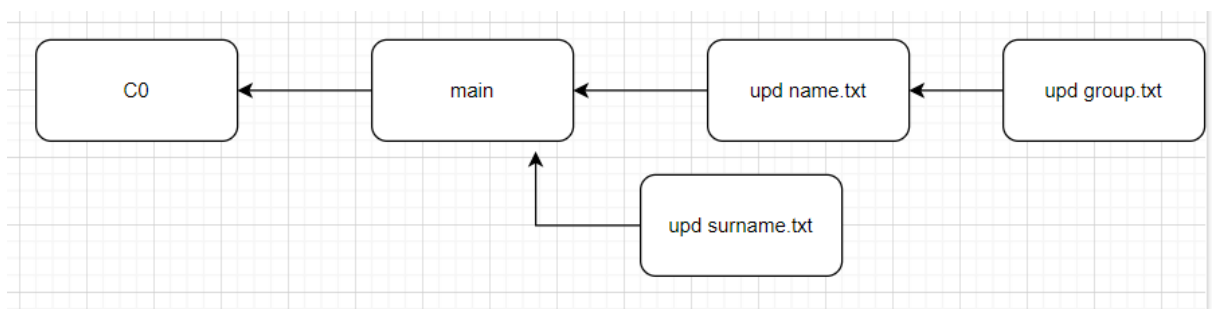 C0
main
upd name.txt
upd group.txt
upd surname.txt